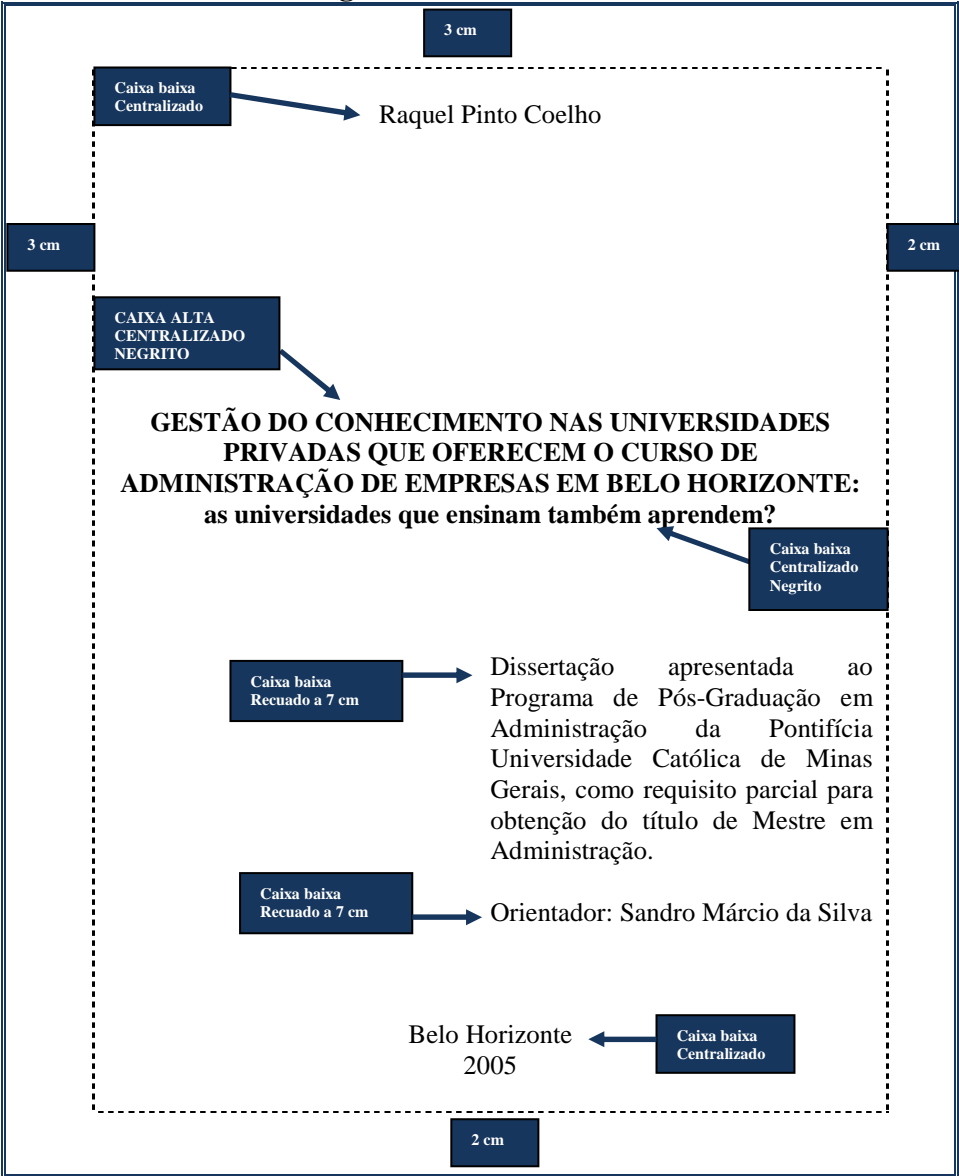 3 cm
Caixa baixa
Centralizado
Raquel Pinto Coelho
3 cm
2 cm
CAIXA ALTA
CENTRALIZADO
NEGRITO
GESTÃO DO CONHECIMENTO NAS UNIVERSIDADES
PRIVADAS QUE OFERECEM O CURSO DE
ADMINISTRAÇÃO DE EMPRESAS EM BELO HORIZONTE:
as universidades que ensinam também aprendem?
Caixa baixa
Centralizado
Negrito
Caixa baixa
Recuado a 7 cm
Dissertação apresentada ao
Programa de Pós-Graduação em
Administração da Pontifícia
Universidade Católica de Minas
Gerais, como requisito parcial para
obtenção do título de Mestre em
Administração.
Caixa baixa
Recuado a 7 cm
Orientador: Sandro Márcio da Silva
Belo Horizonte
2005
Caixa baixa
Centralizado
2 cm